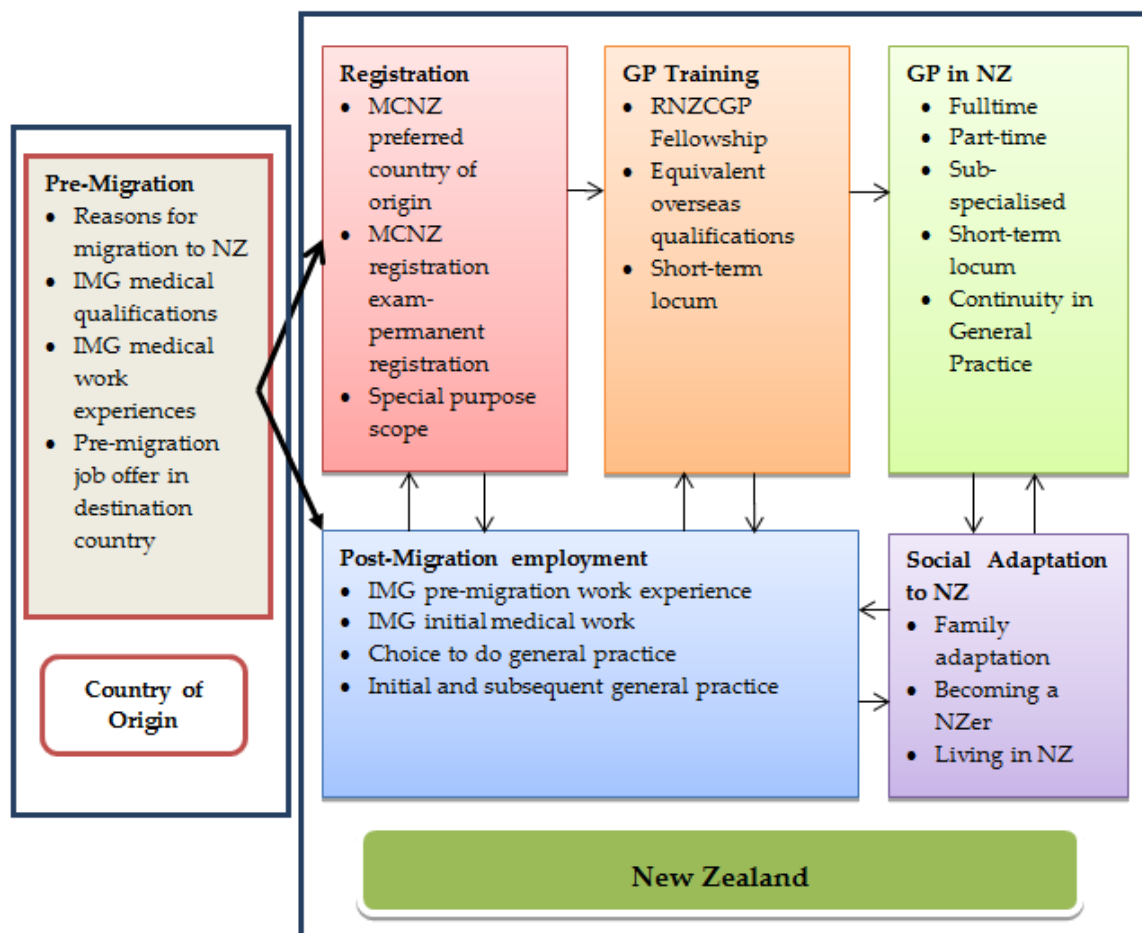 Pre-Migration
• Reasons for
migration to NZ
• IMG medical
qualifications
• IMG medical
work
experiences
• Pre-migration
job offer in
destination
country
Country of
Origin
Registration
• MCNZ
preferred
country of
origin
• MCNZ
registration
exam-
permanent
registration
• Special purpose
scope
GP Training
• RNZCGP
Fellowship
• Equivalent
overseas
qualifications
• Short-term
locum
GP in NZ
• Fulltime
• Part-time
• Sub-
specialised
• Short-term
locum
• Continuity in
General
Practice
Post-Migration employment
• IMG pre-migration work experience
• IMG initial medical work
• Choice to do general practice
• Initial and subsequent general practice
Social Adaptation
to NZ
• Family
adaptation
• Becoming a
NZer
• Living in NZ
New Zealand